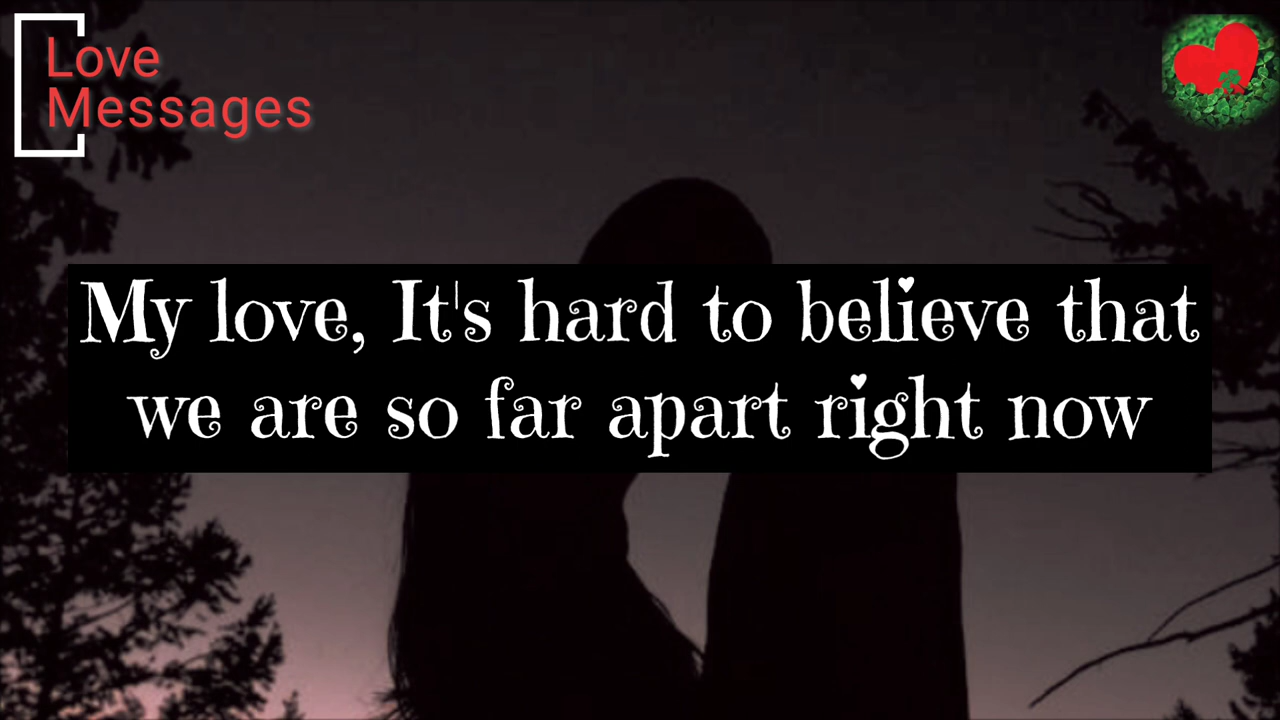 Love
Messages
My love, It's hard to believe that
we are so far apart right now